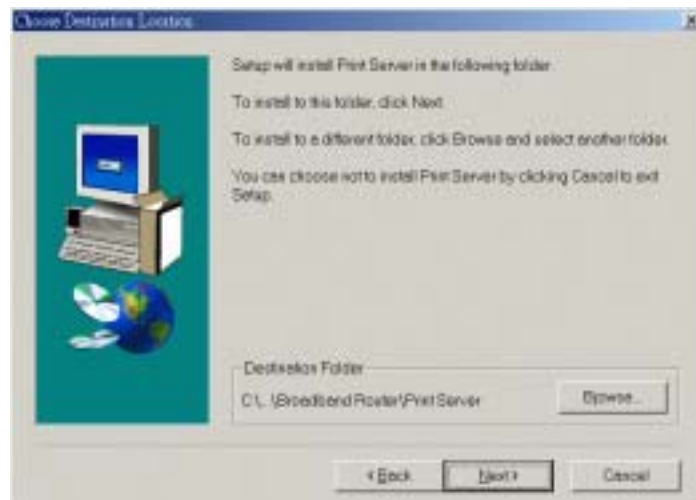 Choose Destination Location
Setup will install Print Server in the following folder.
To install to this folder, click Next.
To install to a different folder, click Browse and select another folder.
You can choose not to install Print Server by clicking Cancel to exit
Setup.
Destination Folder
C:\...\Broadband Router\Print Server
Browse...
< Back
Next >
Cancel